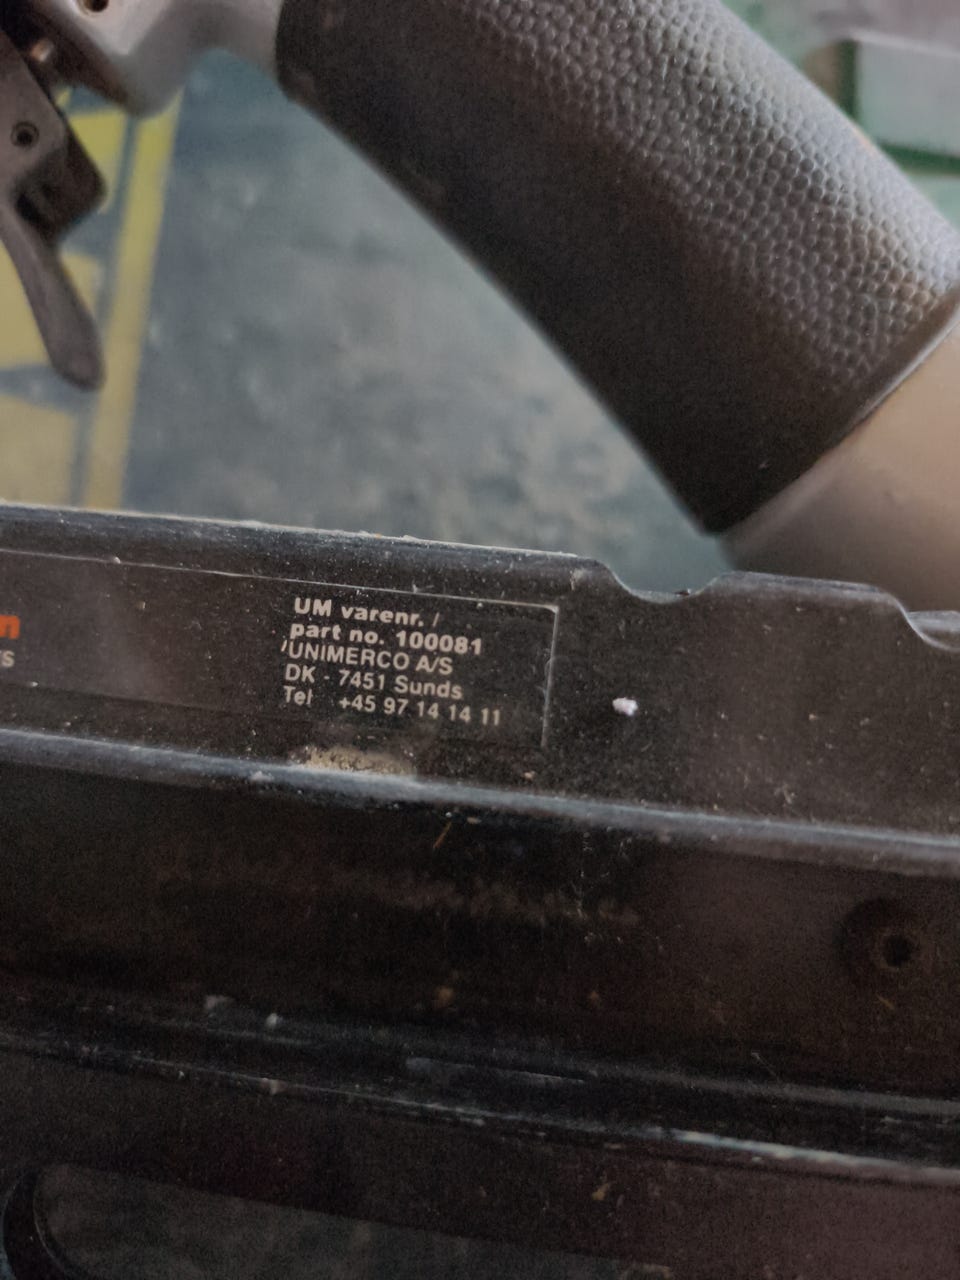 UM varenr. /
part no. 100081
UNIMERCO A/S
DK - 7451 Sunds
Tel +45 97 14 14 11